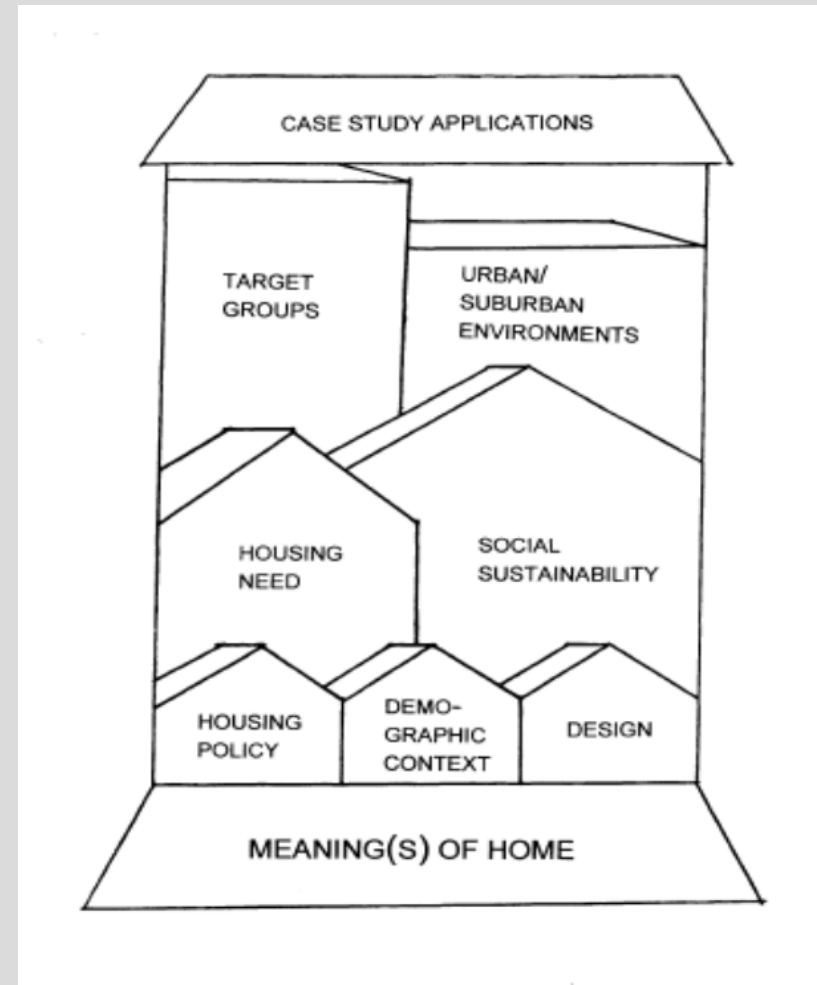 CASE STUDY APPLICATIONS
TARGET
GROUPS
URBAN/
SUBURBAN
ENVIRONMENTS
HOUSING
NEED
SOCIAL
SUSTAINABILITY
HOUSING
POLICY
DEMO-
GRAPHIC
CONTEXT
DESIGN
MEANING(S) OF HOME